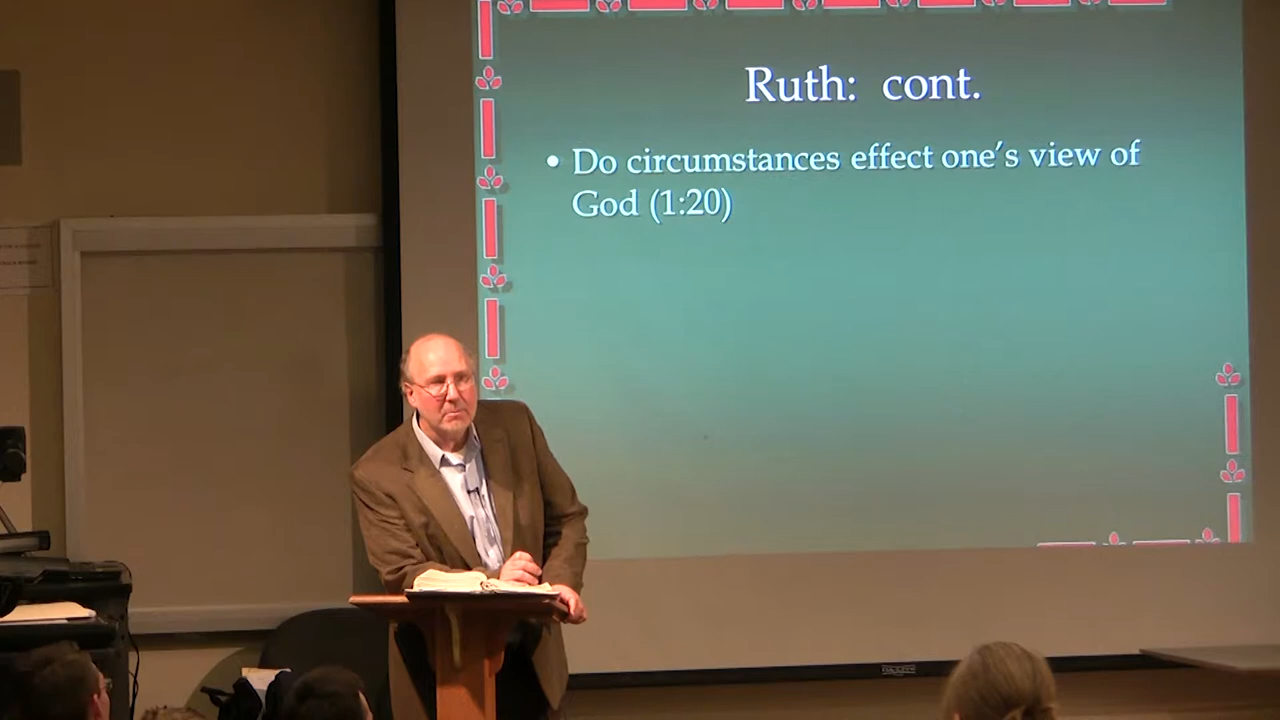 Ruth: cont.
• Do circumstances effect one's view of
God (1:20)